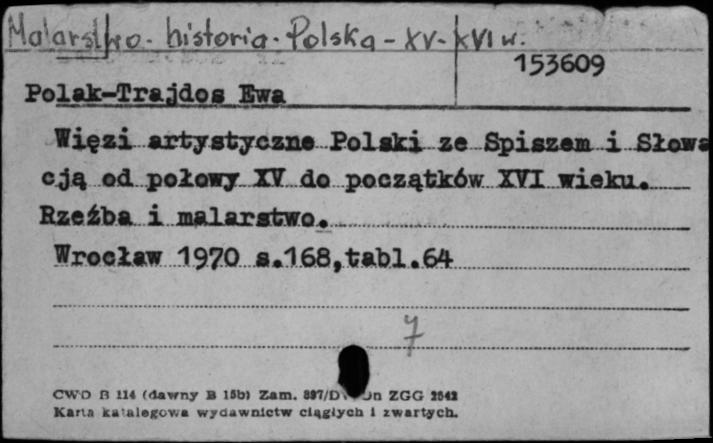 Malarstwo - historia - Polska - XV - XVI w.
153609
Polak-Trajdos Ewa
Więzi artystyczne Polski ze Spiszem i Słowa
cją od połowy XV do początków XVI wieku.
Rzeźba i malarstwo.
Wrocław 1970 s.168,tabl.64
7
CWD B 114 (dawny B 15b) Zam. ZGG 2542
Karta katalogowa wydawnictw ciągłych i zwartych.